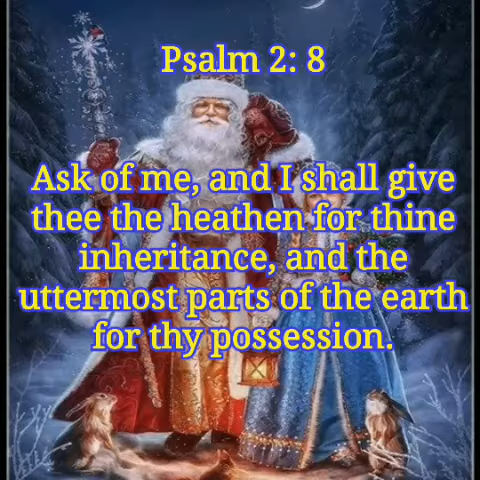 Psalm 2: 8
Ask of me, and I shall give
thee the heathen for thine
inheritance, and the
uttermost parts of the earth
for thy possession.